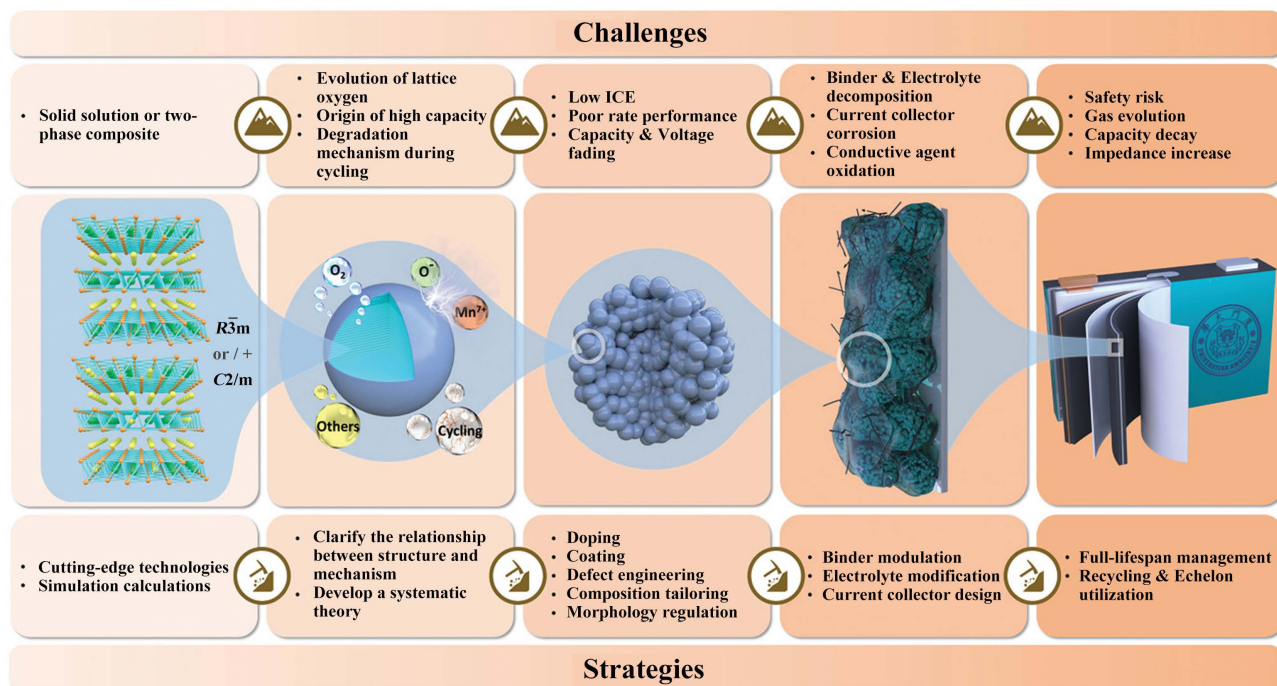 Challenges
• Solid solution or two-
phase composite
• Evolution of lattice
oxygen
• Origin of high capacity
• Degradation
mechanism during
cycling
• Low ICE
• Poor rate performance
• Capacity & Voltage
fading
• Binder & Electrolyte
decomposition
• Current collector
corrosion
• Conductive agent
oxidation
• Safety risk
• Gas evolution
• Capacity decay
• Impedance increase
R3̅m
or / +
C2/m
O₂
O⁻
Mn⁷⁺
Others
Cycling
• Cutting-edge technologies
• Simulation calculations
• Clarify the relationship
between structure and
mechanism
• Develop a systematic
theory
• Doping
• Coating
• Defect engineering
• Composition tailoring
• Morphology regulation
• Binder modulation
• Electrolyte modification
• Current collector design
• Full-lifespan management
• Recycling & Echelon
utilization
Strategies